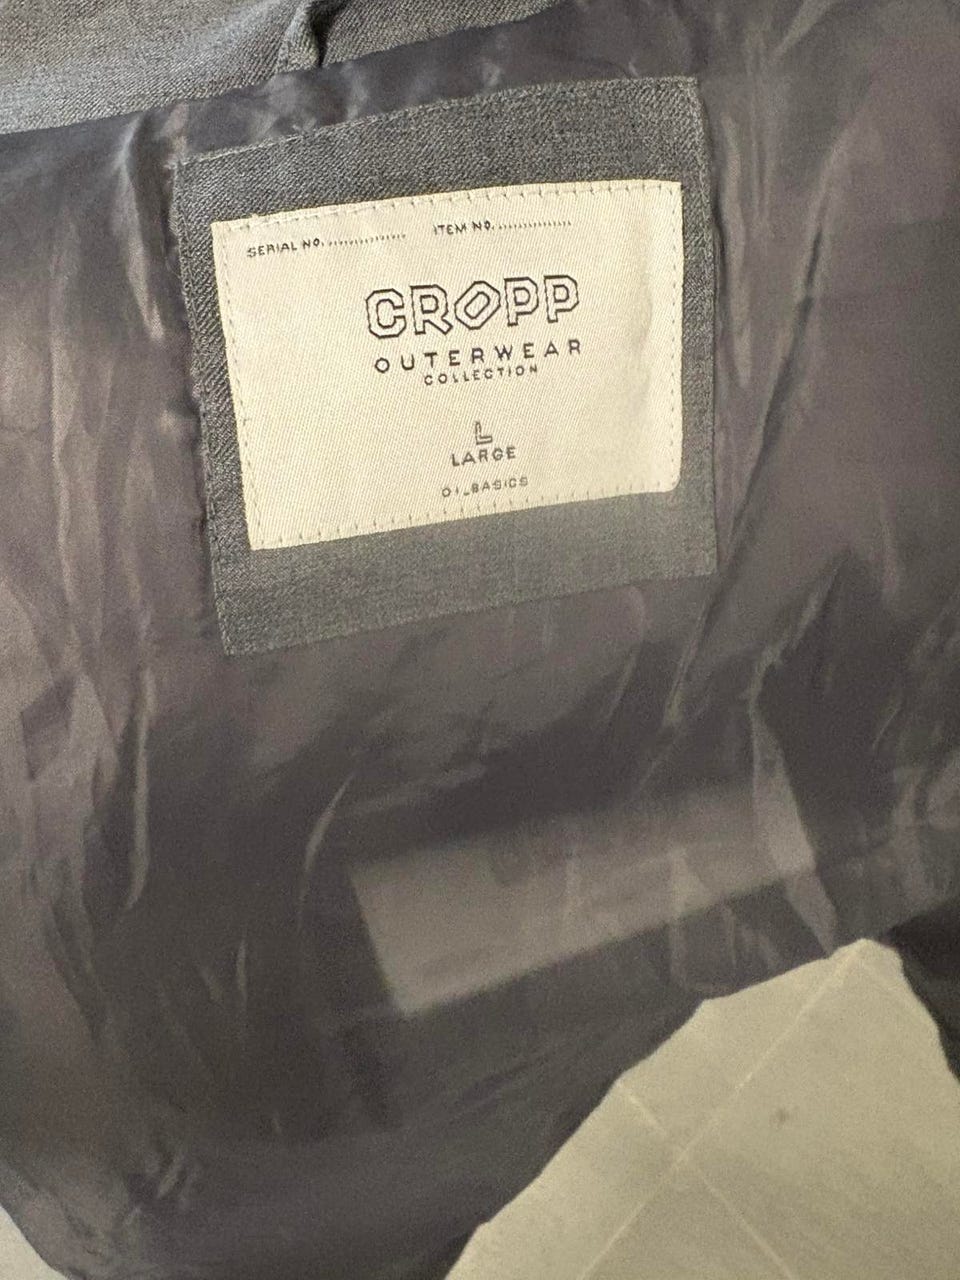 SERIAL NO. ............... ITEM NO. ...............
CROPP
OUTERWEAR
COLLECTION
L
LARGE
01_BASICS